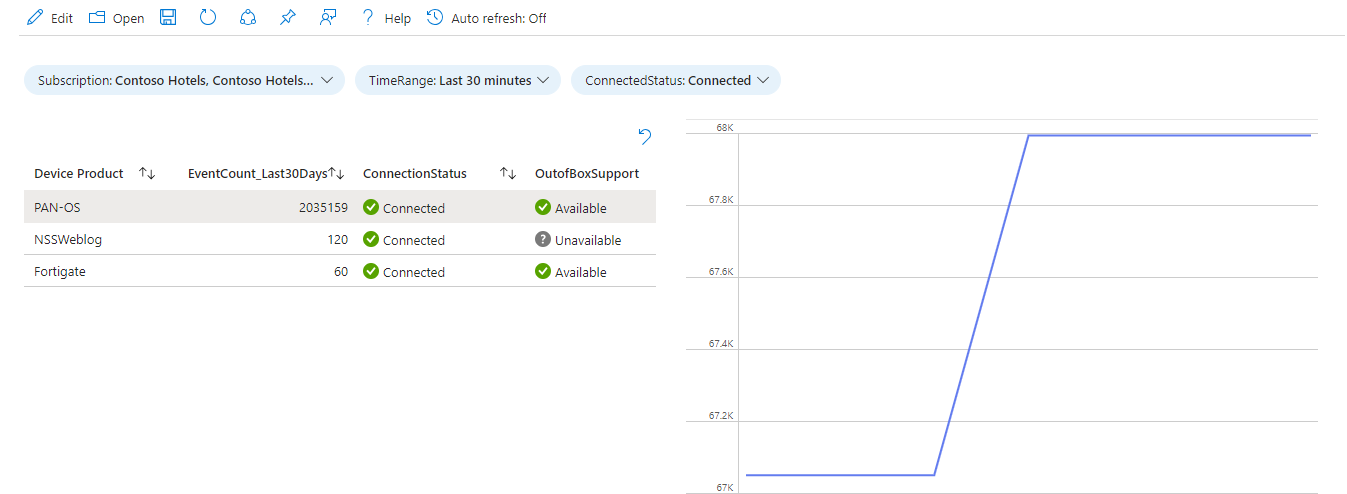 Edit Open Help Auto refresh: Off
Subscription: Contoso Hotels, Contoso Hotels... TimeRange: Last 30 minutes ConnectedStatus: Connected
Device Product EventCount_Last30Days ConnectionStatus OutofBoxSupport
PAN-OS 2035159 Connected Available
NSSWeblog 120 Connected Unavailable
Fortigate 60 Connected Available
68K
67.8K
67.6K
67.4K
67.2K
67K